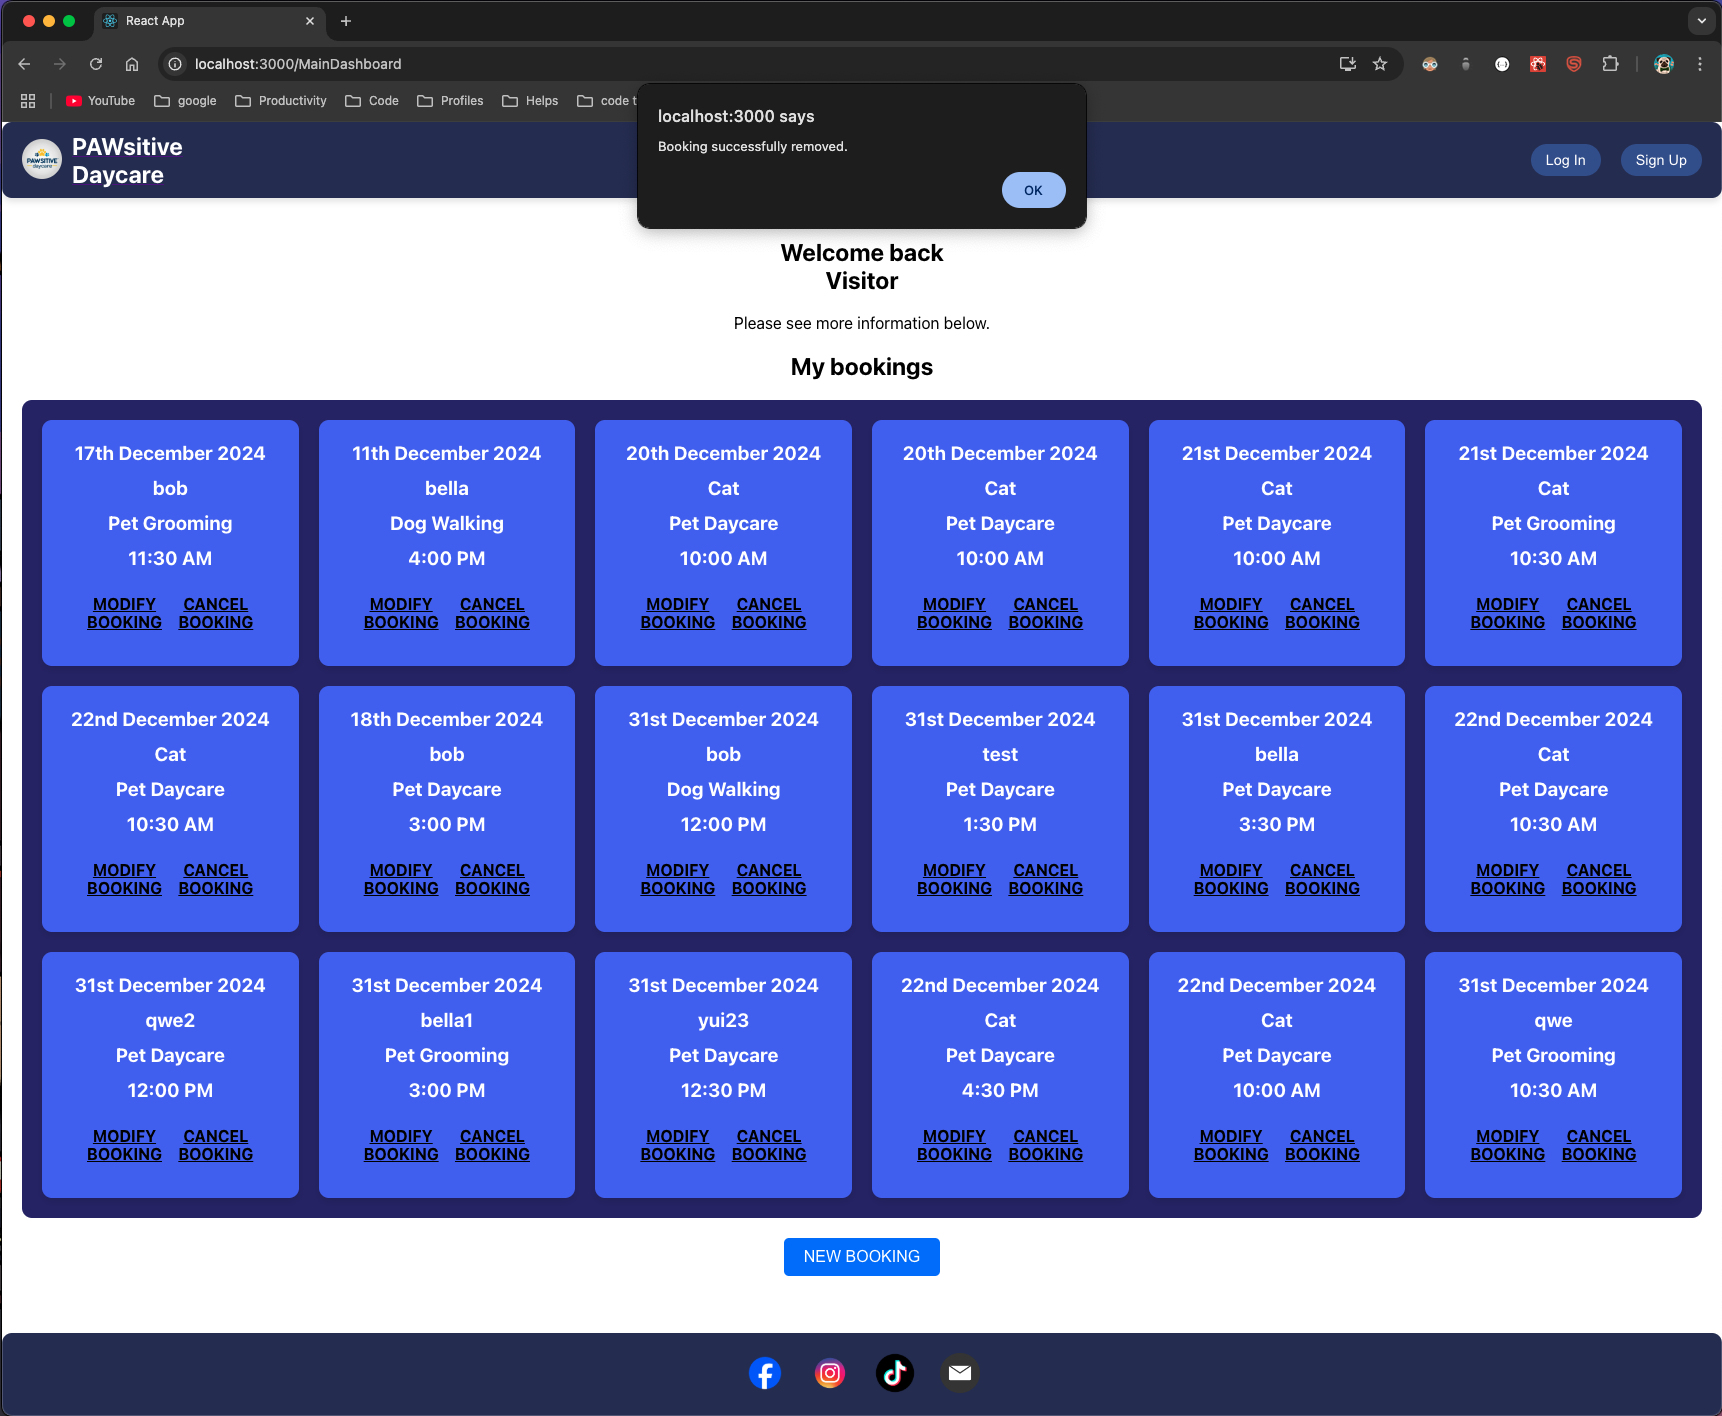 React App
localhost:3000/MainDashboard
YouTube google Productivity Code Profiles Helps code t
localhost:3000 says
Booking successfully removed.
OK
PAWsitive
Daycare
Log In Sign Up
Welcome back
Visitor
Please see more information below.
My bookings
17th December 2024 11th December 2024 20th December 2024 20th December 2024 21st December 2024 21st December 2024
bob bella Cat Cat Cat Cat
Pet Grooming Dog Walking Pet Daycare Pet Daycare Pet Daycare Pet Grooming
11:30 AM 4:00 PM 10:00 AM 10:00 AM 10:00 AM 10:30 AM
MODIFY CANCEL MODIFY CANCEL MODIFY CANCEL MODIFY CANCEL MODIFY CANCEL MODIFY CANCEL
BOOKING BOOKING BOOKING BOOKING BOOKING BOOKING BOOKING BOOKING BOOKING BOOKING BOOKING BOOKING
22nd December 2024 18th December 2024 31st December 2024 31st December 2024 31st December 2024 22nd December 2024
Cat bob bob test bella Cat
Pet Daycare Pet Daycare Dog Walking Pet Daycare Pet Daycare Pet Daycare
10:30 AM 3:00 PM 12:00 PM 1:30 PM 3:30 PM 10:30 AM
MODIFY CANCEL MODIFY CANCEL MODIFY CANCEL MODIFY CANCEL MODIFY CANCEL MODIFY CANCEL
BOOKING BOOKING BOOKING BOOKING BOOKING BOOKING BOOKING BOOKING BOOKING BOOKING BOOKING BOOKING
31st December 2024 31st December 2024 31st December 2024 22nd December 2024 22nd December 2024 31st December 2024
qwe2 bella1 yui23 Cat Cat qwe
Pet Daycare Pet Grooming Pet Daycare Pet Daycare Pet Daycare Pet Grooming
12:00 PM 3:00 PM 12:30 PM 4:30 PM 10:00 AM 10:30 AM
MODIFY CANCEL MODIFY CANCEL MODIFY CANCEL MODIFY CANCEL MODIFY CANCEL MODIFY CANCEL
BOOKING BOOKING BOOKING BOOKING BOOKING BOOKING BOOKING BOOKING BOOKING BOOKING BOOKING BOOKING
NEW BOOKING